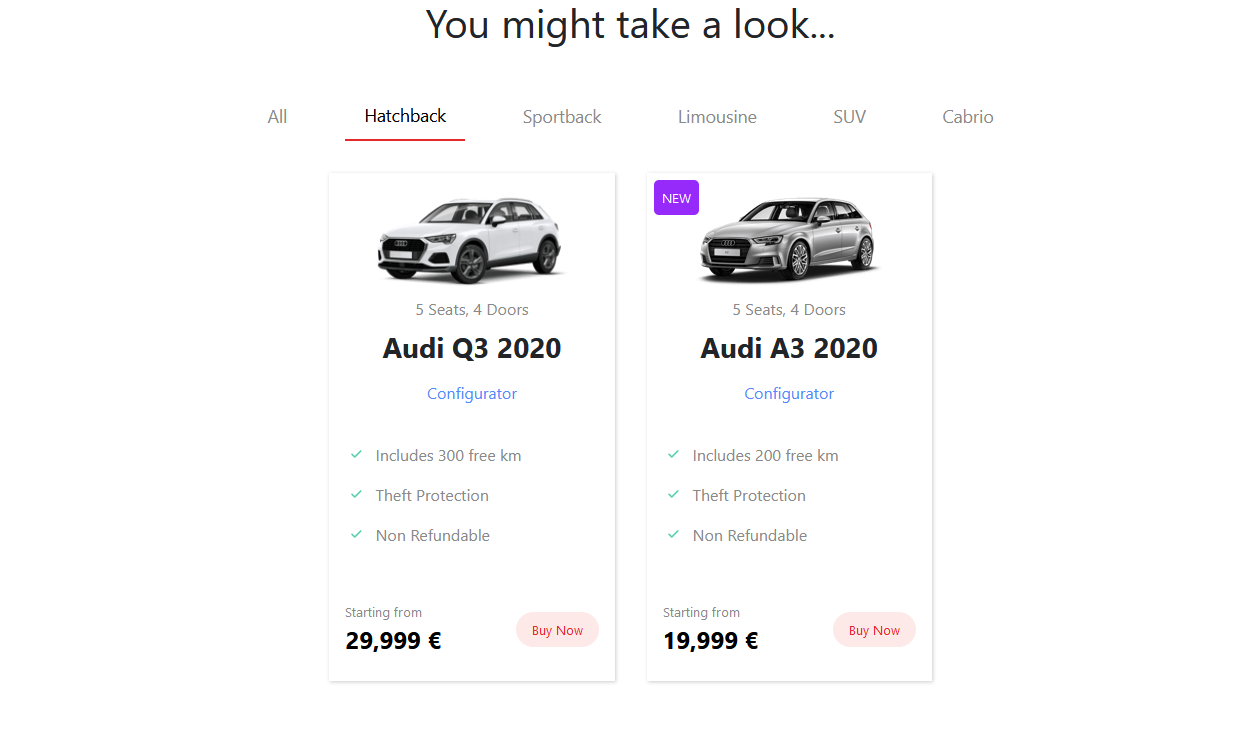 You might take a look...
All Hatchback Sportback Limousine SUV Cabrio
5 Seats, 4 Doors
Audi Q3 2020
Configurator
Includes 300 free km
Theft Protection
Non Refundable
Starting from
29,999 €
Buy Now
NEW
5 Seats, 4 Doors
Audi A3 2020
Configurator
Includes 200 free km
Theft Protection
Non Refundable
Starting from
19,999 €
Buy Now